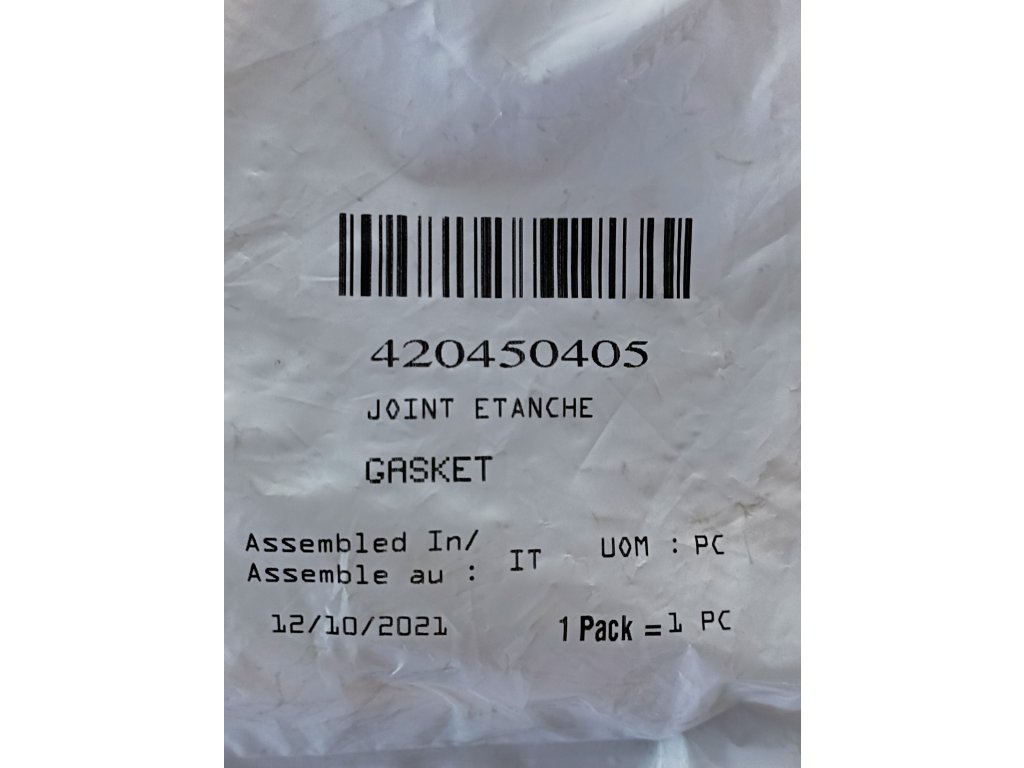 420450405
JOINT ETANCHE
GASKET
Assembled In/
Assemble au : IT
UOM : PC
12/10/2021
1 Pack = 1 PC